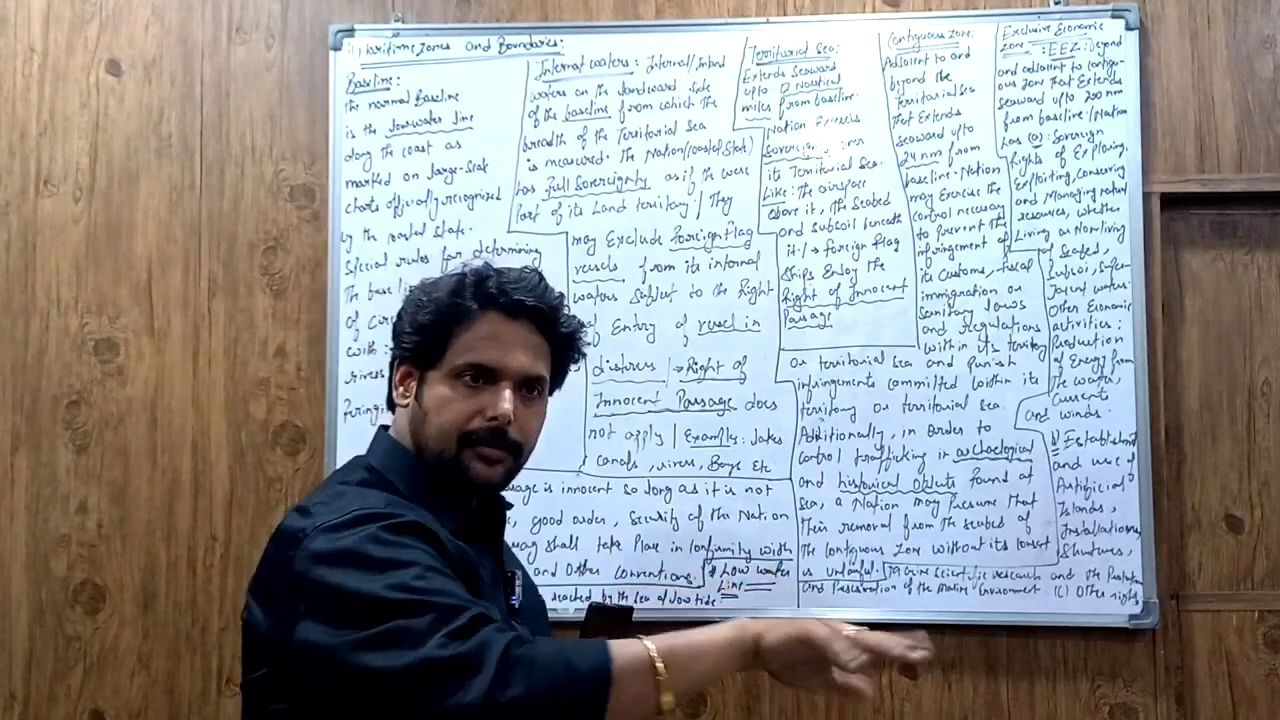 Maritime Zones and Boundaries:
Baseline:
The normal Baseline
is the low water line
along the coast as
marked on large-scale
charts officially recognized
by the coastal state.
Special rules for determining
The base
of
with:
rivers
Fringin
Internal waters: Internal/Inland
waters on the landward side
of the baseline from which the
breadth of the Territorial Sea
is measured. The Nation (coastal State)
has full Sovereignty as if they were
Part of its Land territory / They
may Exclude Foreign Flag
vessels from its internal
waters subject to the Right
of Entry of vessel in
distress / → Right of
Innocent Passage does
not apply / Examples: Lakes
canals, rivers, Bays Etc
is innocent so long as it is not
, good order, Security of the Nation
shall take Place in Conformity with
and Other Conventions. / * Low water
Line
reached by the Sea at low tide.
Territorial Sea:
Extends Seaward
upto 12 Nautical
miles from baseline.
Nation Exercises
Sovereignty over
its Territorial Sea.
Like: The airspace
above it, The Seabed
and subsoil beneath
it. / → Foreign flag
Ships Enjoy The
Right of Innocent
Passage
Contiguous Zone:
Adjacent to and
beyond the
Territorial Sea
That Extends
Seaward upto
24 nm from
baseline. Nation
may Exercise the
control necessary
to prevent the
infringement of
its Customs, fiscal
immigration or
Sanitary laws
and regulations
within its territory
or territorial sea and Punish
infringements committed within its
territory or territorial sea.
Additionally, in order to
control trafficking in archaeological
and historical Objects found at
sea, a Nation may Presume that
Their removal from the seabed of
The Contiguous Zone without its consent
is unlawful.
Exclusive Economic
Zone: EEZ: Beyond
and adjacent to contigu-
ous zone that Extends
Seaward upto 200 nm
from baseline. / Nation
has (a): Sovereign
Rights of Exploring,
Exploiting, Conserving
and Managing natural
resources, whether
Living or Non-living
of Seabed,
Subsoil,
Jacent waters.
Other Economic
activities:
Production
of Energy from
The water,
Currents
and winds.
Establishment
and use of
Artificial
Islands,
Installations,
Structures,
Marine Scientific research and the Protection
and Preservation of the Marine Environment (c) Other rights